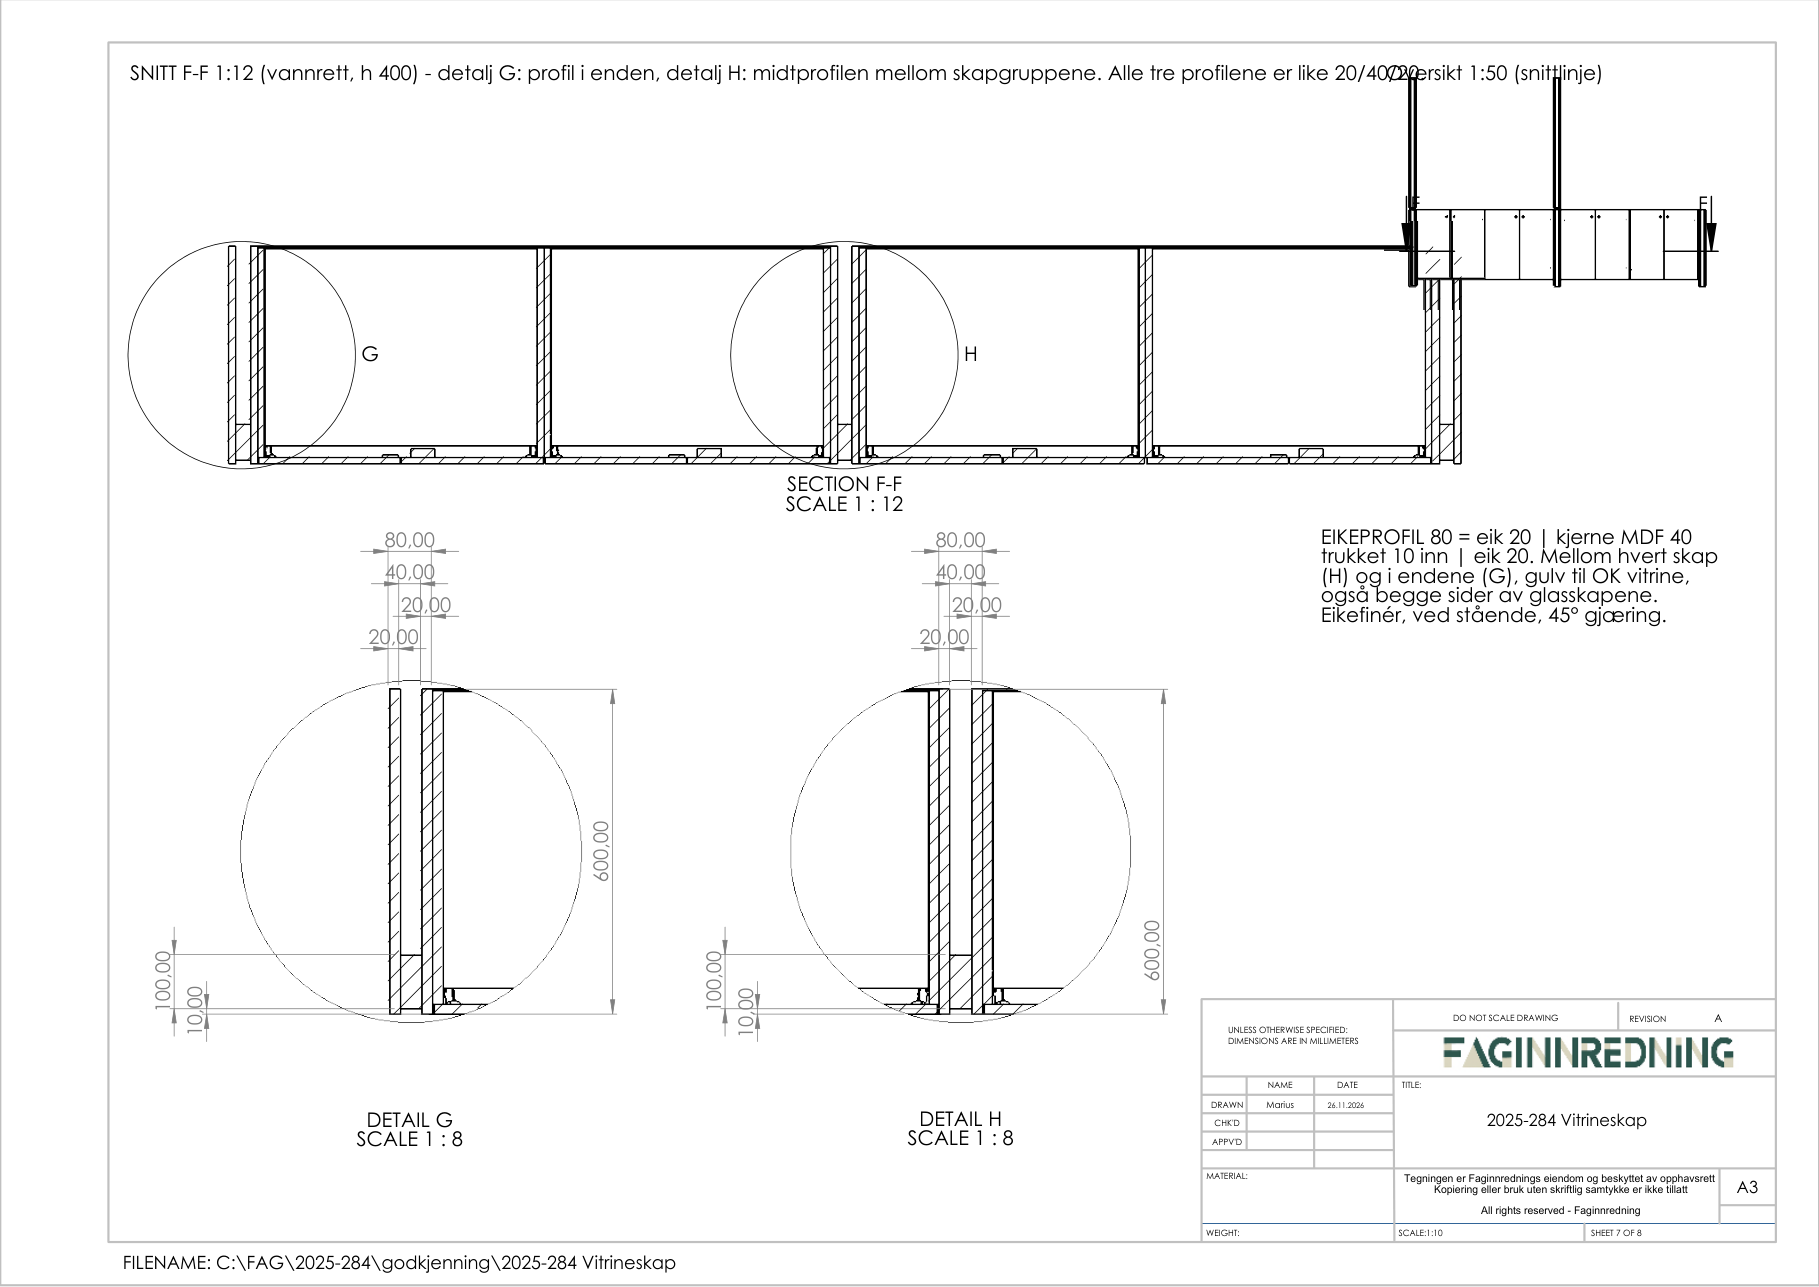 SNITT F-F 1:12 (vannrett, h 400) - detalj G: profil i enden, detalj H: midtprofilen mellom skapgruppene. Alle tre profilene er like 20/40/20.
Oversikt 1:50 (snittlinje)
F
F
G
H
SECTION F-F
SCALE 1 : 12
EIKEPROFIL 80 = eik 20 | kjerne MDF 40
trukket 10 inn | eik 20. Mellom hvert skap
(H) og i endene (G), gulv til OK vitrine,
også begge sider av glasskapene.
Eikefinér, ved stående, 45° gjæring.
80,00
40,00
20,00
20,00
600,00
100,00
10,00
DETAIL G
SCALE 1 : 8
80,00
40,00
20,00
20,00
600,00
100,00
10,00
DETAIL H
SCALE 1 : 8
UNLESS OTHERWISE SPECIFIED:
DIMENSIONS ARE IN MILLIMETERS
DO NOT SCALE DRAWING
REVISION A
FAGINNREDNING
NAME DATE
DRAWN Marius 26.11.2026
CHK'D
APPV'D
TITLE:
2025-284 Vitrineskap
MATERIAL:
Tegningen er Faginnrednings eiendom og beskyttet av opphavsrett
Kopiering eller bruk uten skriftlig samtykke er ikke tillatt
All rights reserved - Faginnredning
A3
WEIGHT:
SCALE:1:10
SHEET 7 OF 8
FILENAME: C:\FAG\2025-284\godkjenning\2025-284 Vitrineskap